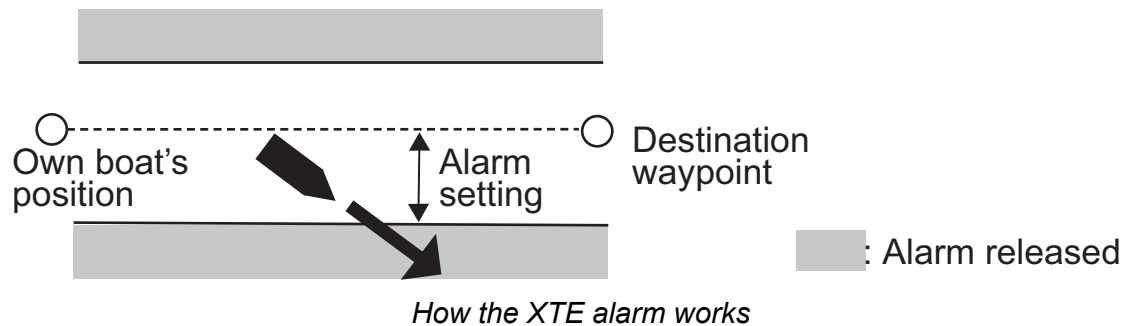 Own boat's
position
Alarm
setting
Destination
waypoint
: Alarm released
How the XTE alarm works